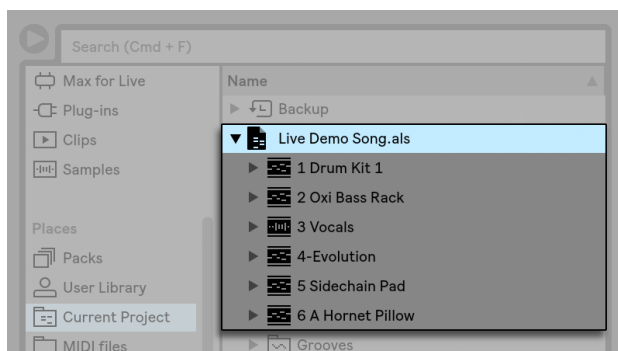 Search (Cmd + F)
Max for Live
Plug-ins
Clips
Samples
Places
Packs
User Library
Current Project
MIDI files
Name
Backup
Live Demo Song.als
1 Drum Kit 1
2 Oxi Bass Rack
3 Vocals
4-Evolution
5 Sidechain Pad
6 A Hornet Pillow
Grooves